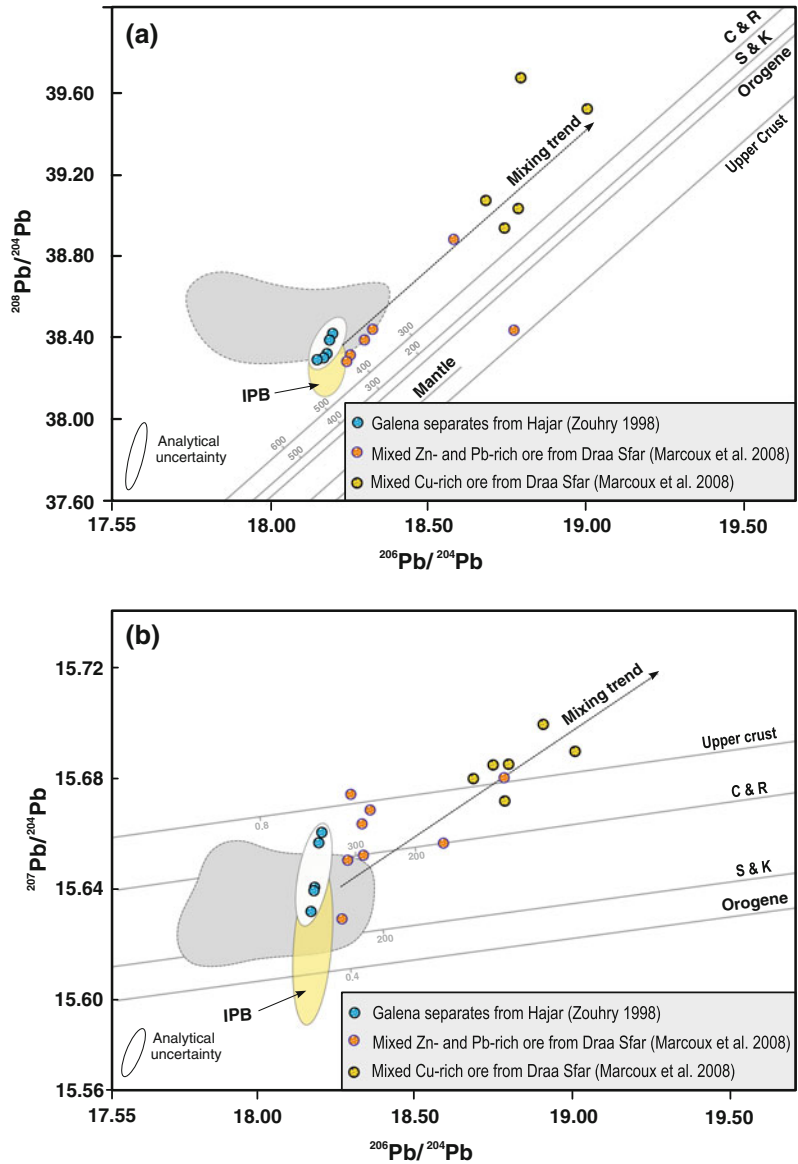 (a)
C & R
S & K
Orogene
Upper Crust
39.60
39.20
38.80
38.40
38.00
37.60
²⁰⁸Pb/²⁰⁴Pb
Mixing trend
300
200
400
300
500
400
600
500
Mantle
IPB
Analytical
uncertainty
Galena separates from Hajar (Zouhry 1998)
Mixed Zn- and Pb-rich ore from Draa Sfar (Marcoux et al. 2008)
Mixed Cu-rich ore from Draa Sfar (Marcoux et al. 2008)
17.55 18.00 18.50 19.00 19.50
²⁰⁶Pb/²⁰⁴Pb
(b)
15.72
15.68
15.64
15.60
15.56
²⁰⁷Pb/²⁰⁴Pb
Mixing trend
Upper crust
C & R
S & K
Orogene
0,8
300
200
200
0,4
IPB
Analytical
uncertainty
Galena separates from Hajar (Zouhry 1998)
Mixed Zn- and Pb-rich ore from Draa Sfar (Marcoux et al. 2008)
Mixed Cu-rich ore from Draa Sfar (Marcoux et al. 2008)
17.55 18.00 18.50 19.00 19.50
²⁰⁶Pb/²⁰⁴Pb